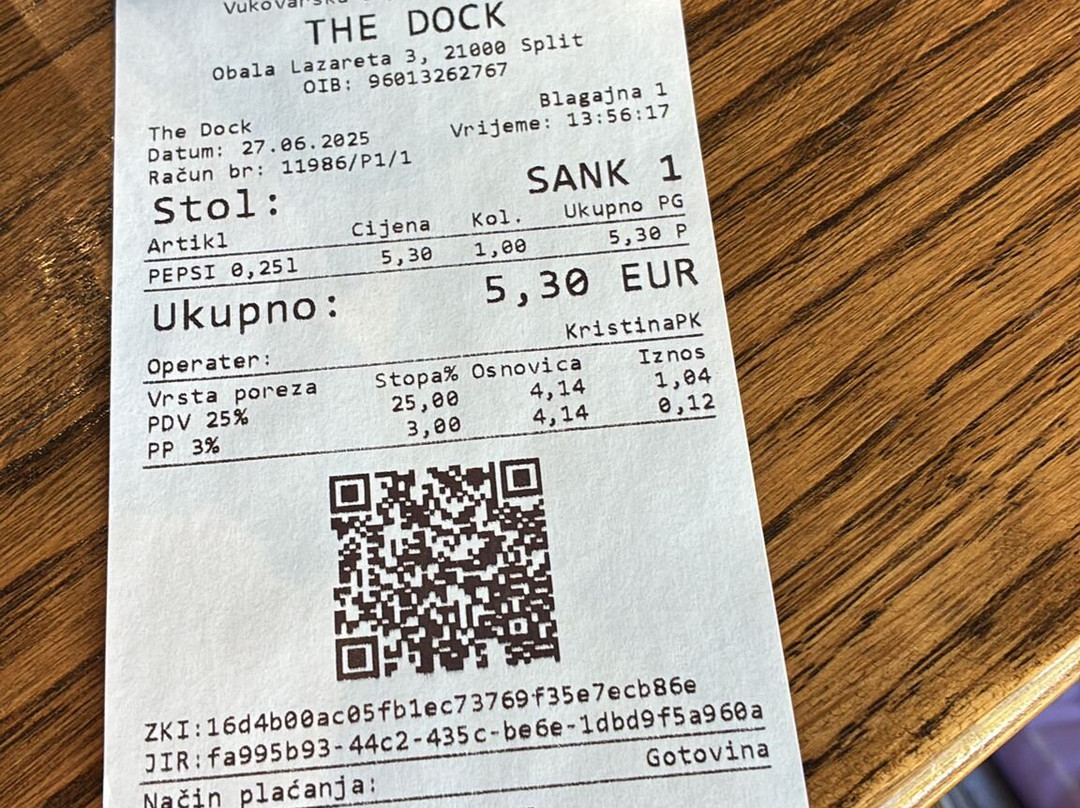 THE DOCK
Obala Lazareta 3, 21000 Split
OIB: 96013262767
Blagajna 1
The Dock
Datum: 27.06.2025 Vrijeme: 13:56:17
Račun br: 11986/P1/1
Stol: SANK 1
Artikl Cijena Kol. Ukupno PG
PEPSI 0,25l 5,30 1,00 5,30 P
Ukupno: 5,30 EUR
Operater: KristinaPK
Vrsta poreza Stopa% Osnovica Iznos
PDV 25% 25,00 4,14 1,04
PP 3% 3,00 4,14 0,12
ZKI:16d4b00ac05fb1ec73769f35e7ecb86e
JIR:fa995b93-44c2-435c-be6e-1dbd9f5a960a
Način plaćanja: Gotovina